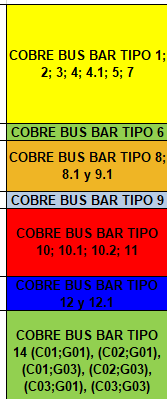 COBRE BUS BAR TIPO 1;
2; 3; 4; 4.1; 5; 7
COBRE BUS BAR TIPO 6
COBRE BUS BAR TIPO 8;
8.1 y 9.1
COBRE BUS BAR TIPO 9
COBRE BUS BAR TIPO
10; 10.1; 10.2; 11
COBRE BUS BAR TIPO
12 y 12.1
COBRE BUS BAR TIPO
14 (C01;G01), (C02;G01),
(C01;G03), (C02;G03),
(C03;G01), (C03;G03)